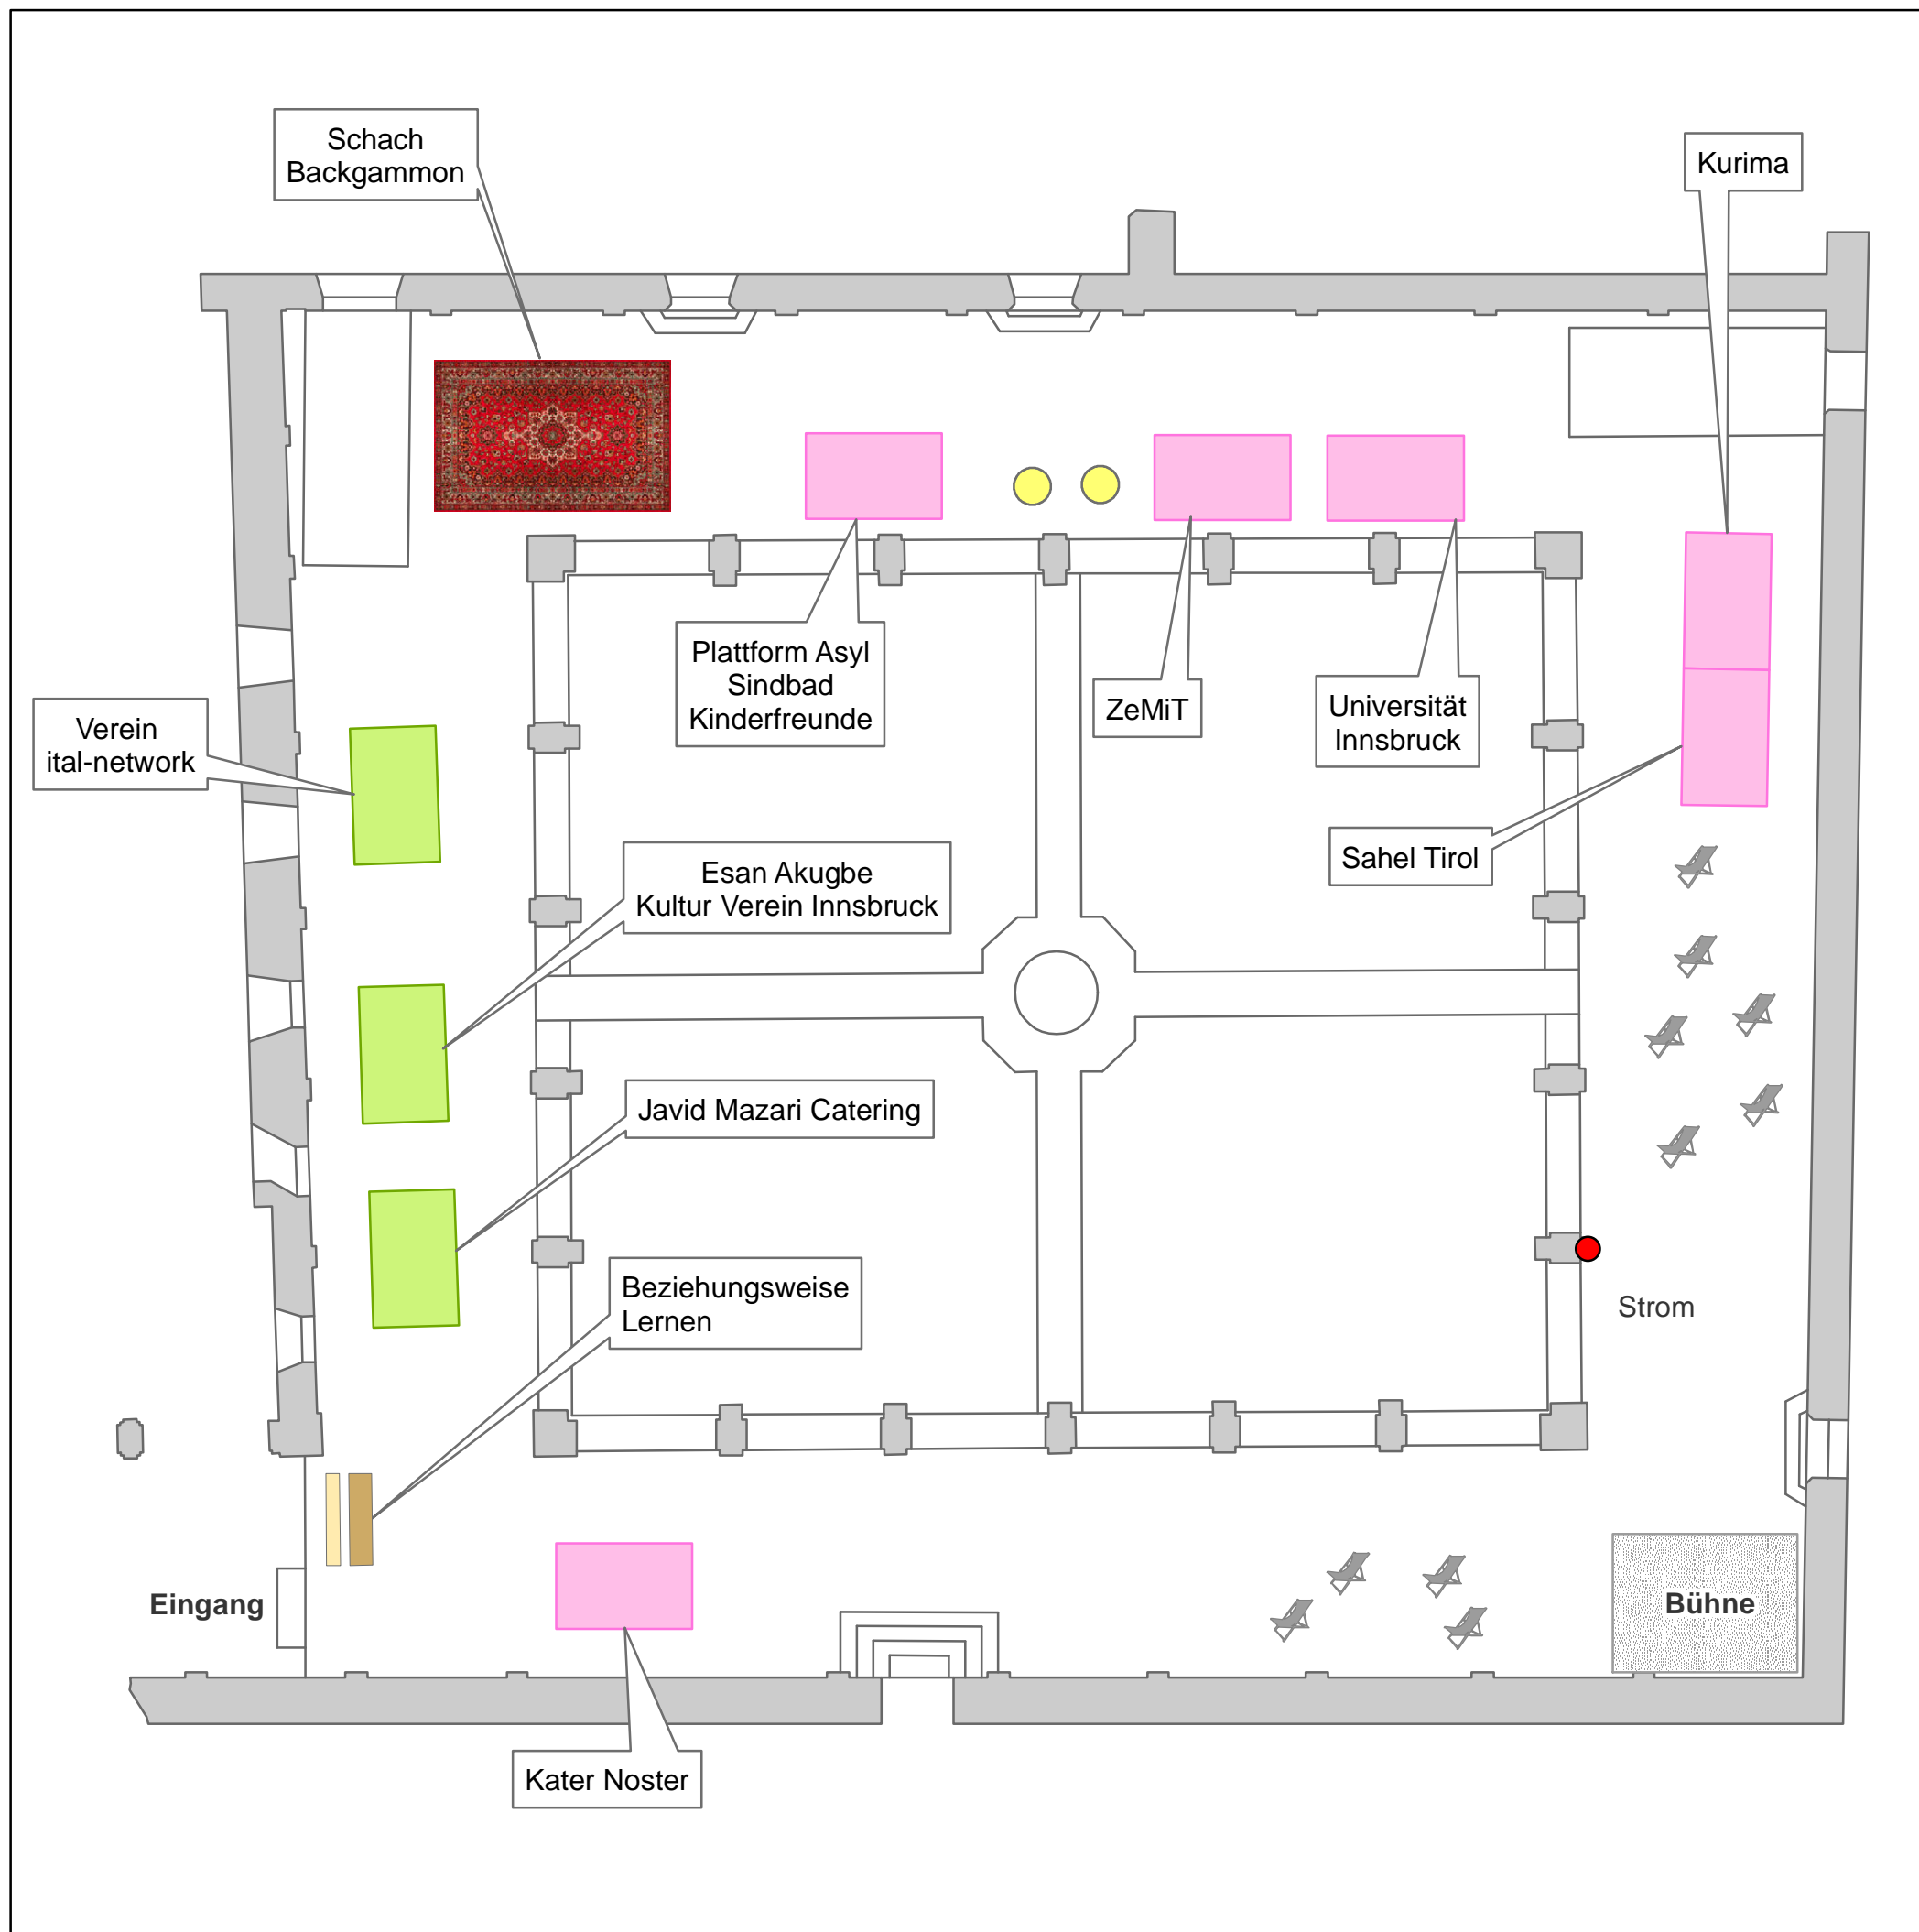 Schach
Backgammon
Kurima
Plattform Asyl
Sindbad
Kinderfreunde
ZeMiT
Universität
Innsbruck
Verein
ital-network
Sahel Tirol
Esan Akugbe
Kultur Verein Innsbruck
Javid Mazari Catering
Beziehungsweise
Lernen
Strom
Eingang
Bühne
Kater Noster